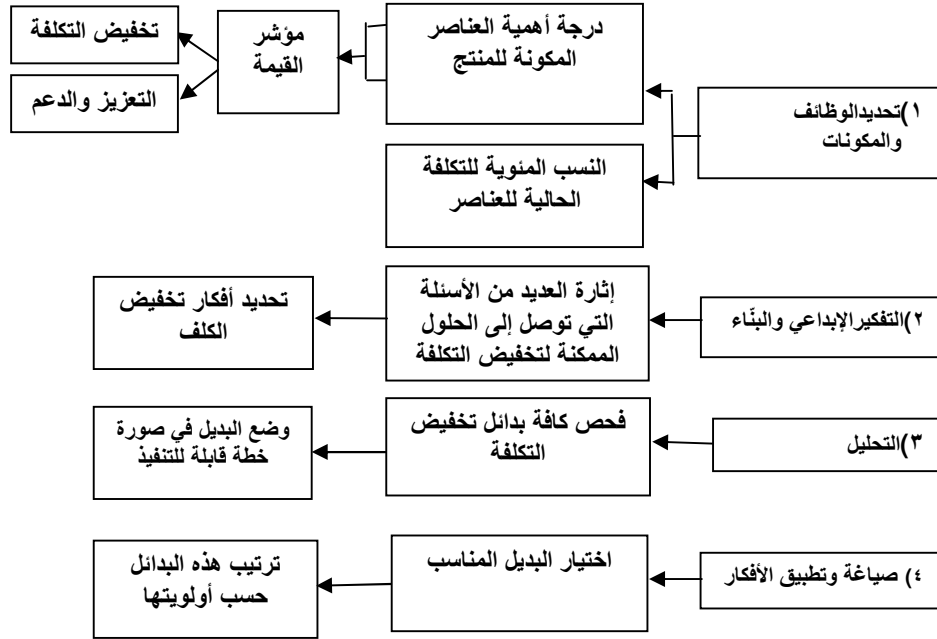 ١)تحديدالوظائف
والمكونات
درجة أهمية العناصر
المكونة للمنتج
النسب المئوية للتكلفة
الحالية للعناصر
مؤشر
القيمة
تخفيض التكلفة
التعزيز والدعم
٢)التفكيرالإبداعي والبنّاء
إثارة العديد من الأسئلة
التي توصل إلى الحلول
الممكنة لتخفيض التكلفة
تحديد أفكار تخفيض
الكلف
٣)التحليل
فحص كافة بدائل تخفيض
التكلفة
وضع البديل في صورة
خطة قابلة للتنفيذ
٤) صياغة وتطبيق الأفكار
اختيار البديل المناسب
ترتيب هذه البدائل
حسب أولويتها